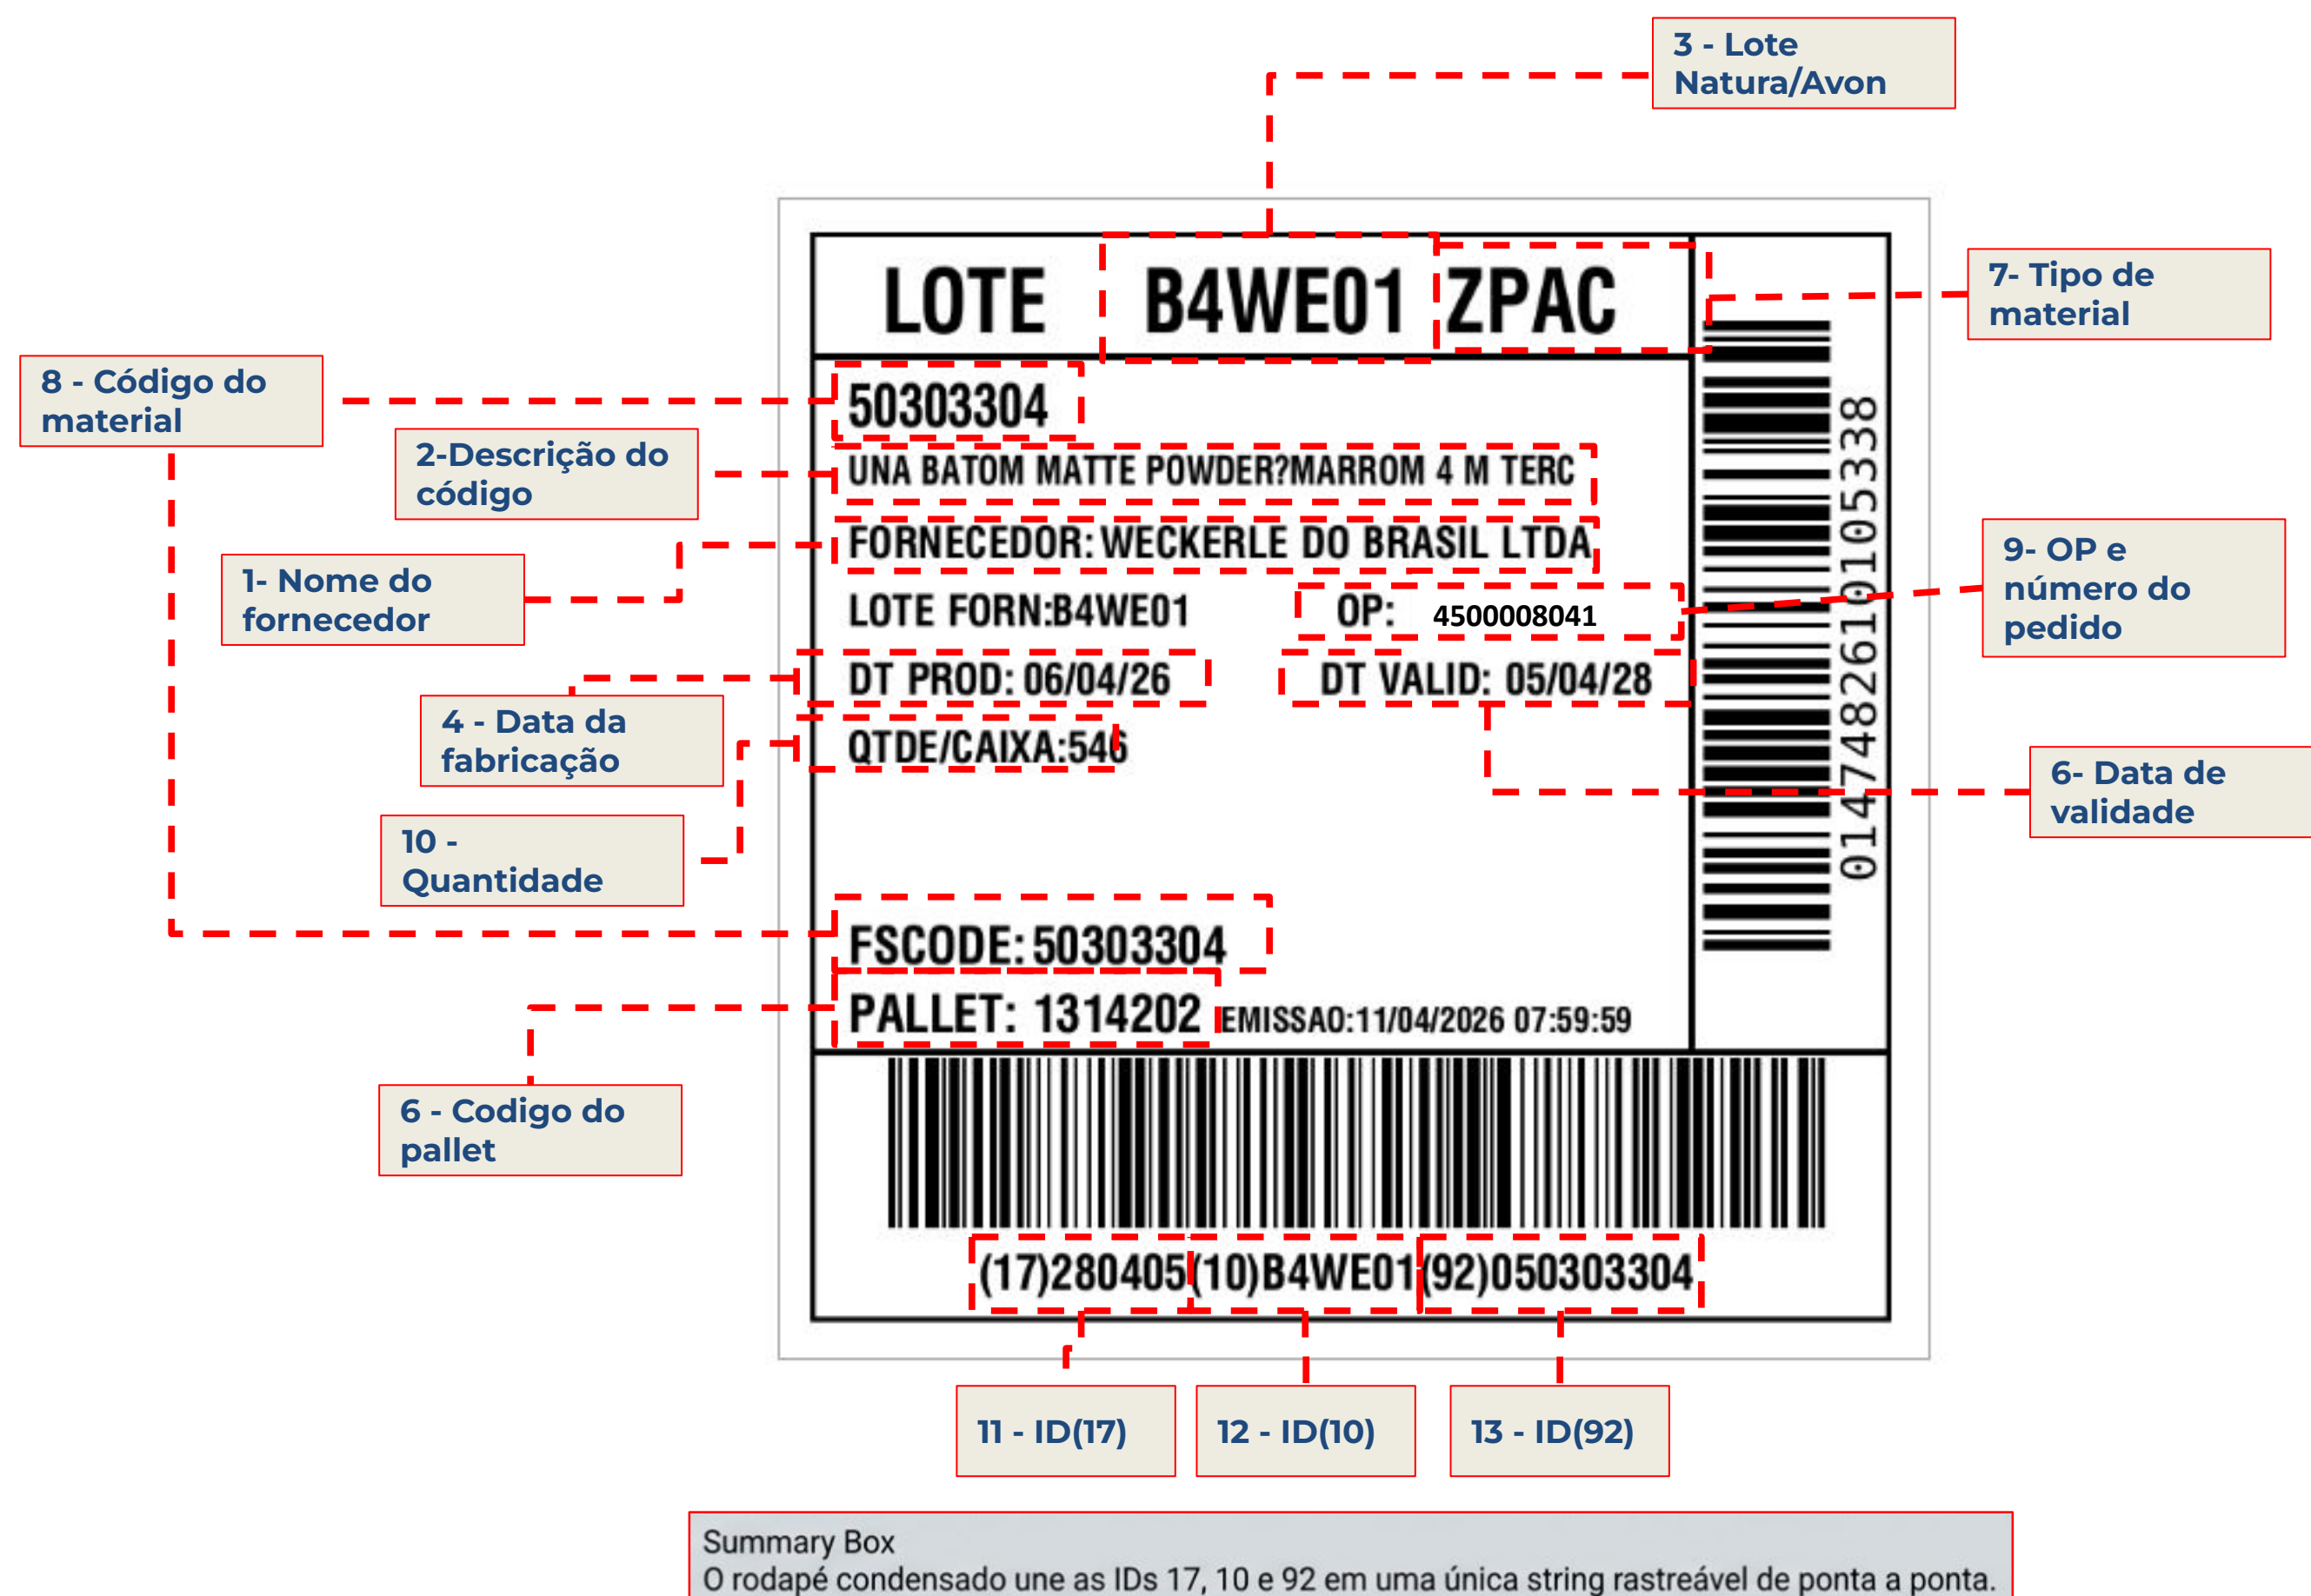 3 - Lote
Natura/Avon
LOTE B4WE01 ZPAC
7- Tipo de
material
8 - Código do
material
50303304
2-Descrição do
código
UNA BATOM MATTE POWDER?MARROM 4 M TERC
1- Nome do
fornecedor
FORNECEDOR: WECKERLE DO BRASIL LTDA
LOTE FORN:B4WE01 OP: 4500008041
9- OP e
número do
pedido
DT PROD: 06/04/26 DT VALID: 05/04/28
4 - Data da
fabricação
QTDE/CAIXA:546
6- Data de
validade
10 -
Quantidade
01474826100105338
FSCODE: 50303304
PALLET: 1314202 EMISSAO:11/04/2026 07:59:59
6 - Codigo do
pallet
(17)280405(10)B4WE01(92)050303304
11 - ID(17)
12 - ID(10)
13 - ID(92)
Summary Box
O rodapé condensado une as IDs 17, 10 e 92 em uma única string rastreável de ponta a ponta.